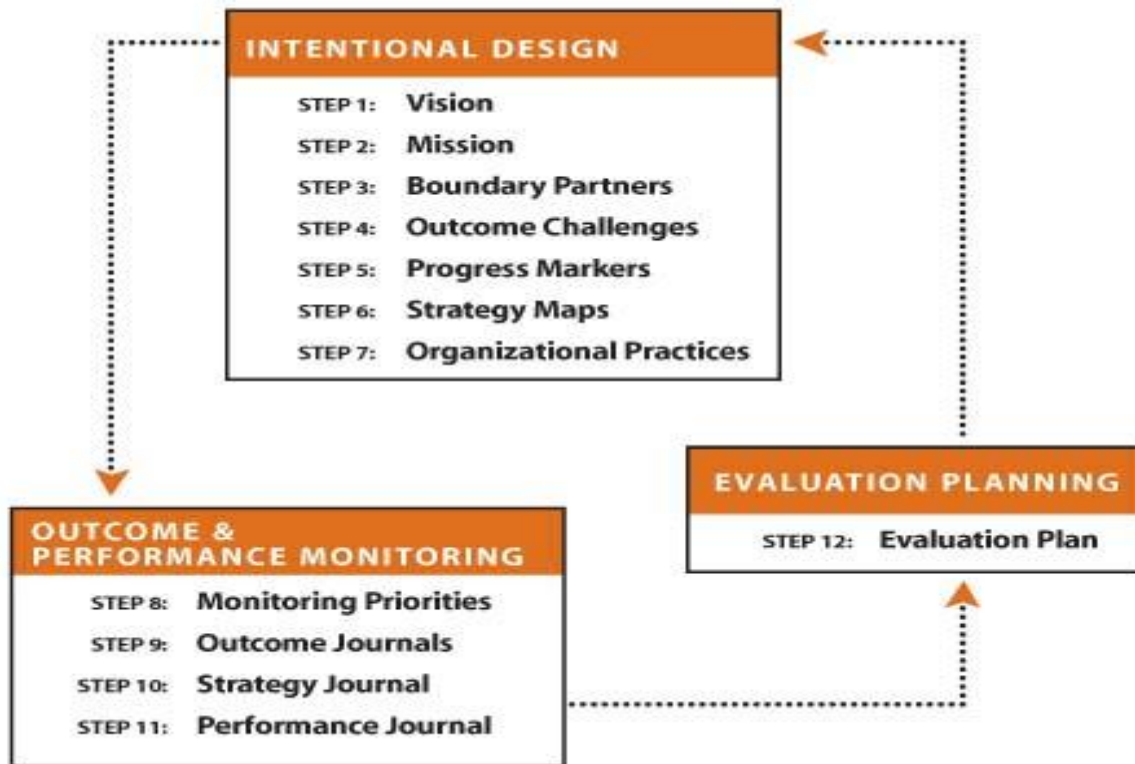 INTENTIONAL DESIGN
STEP 1: Vision
STEP 2: Mission
STEP 3: Boundary Partners
STEP 4: Outcome Challenges
STEP 5: Progress Markers
STEP 6: Strategy Maps
STEP 7: Organizational Practices
OUTCOME &
PERFORMANCE MONITORING
STEP 8: Monitoring Priorities
STEP 9: Outcome Journals
STEP 10: Strategy Journal
STEP 11: Performance Journal
EVALUATION PLANNING
STEP 12: Evaluation Plan